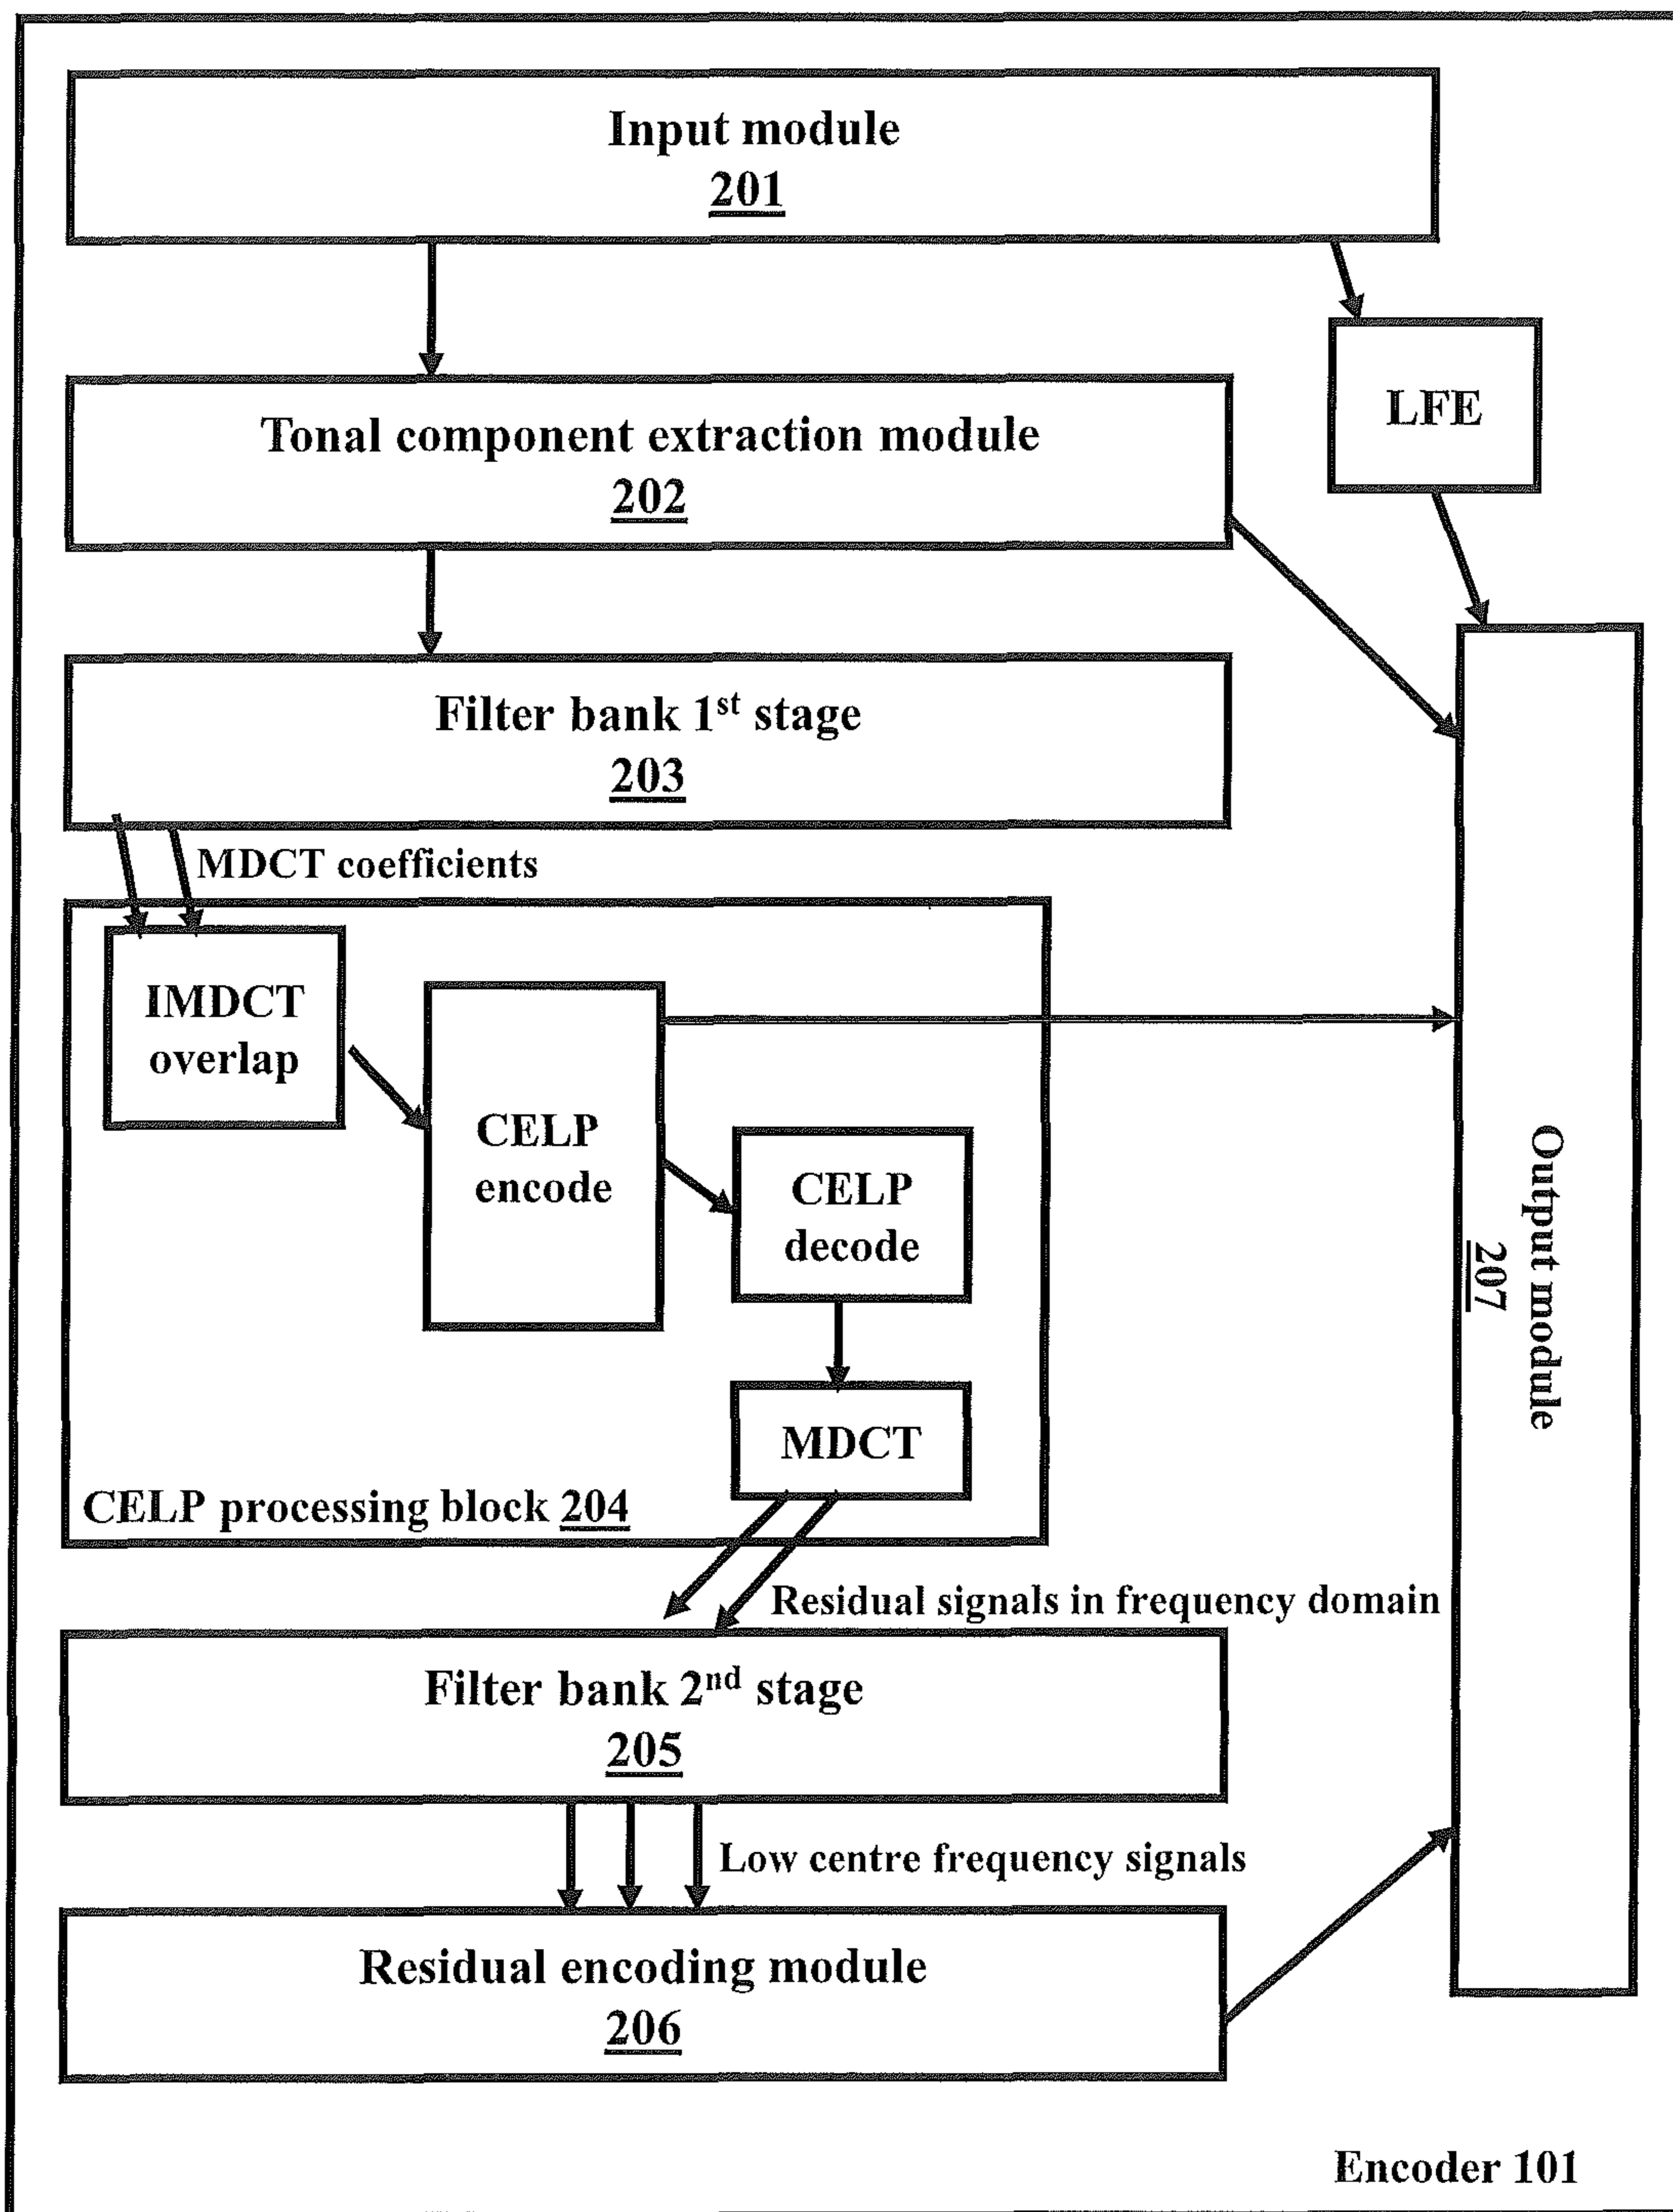 Input module
201
LFE
Tonal component extraction module
202
Filter bank 1st stage
203
MDCT coefficients
IMDCT
overlap
CELP
encode
CELP
decode
MDCT
CELP processing block 204
Output module
207
Residual signals in frequency domain
Filter bank 2nd stage
205
Low centre frequency signals
Residual encoding module
206
Encoder 101